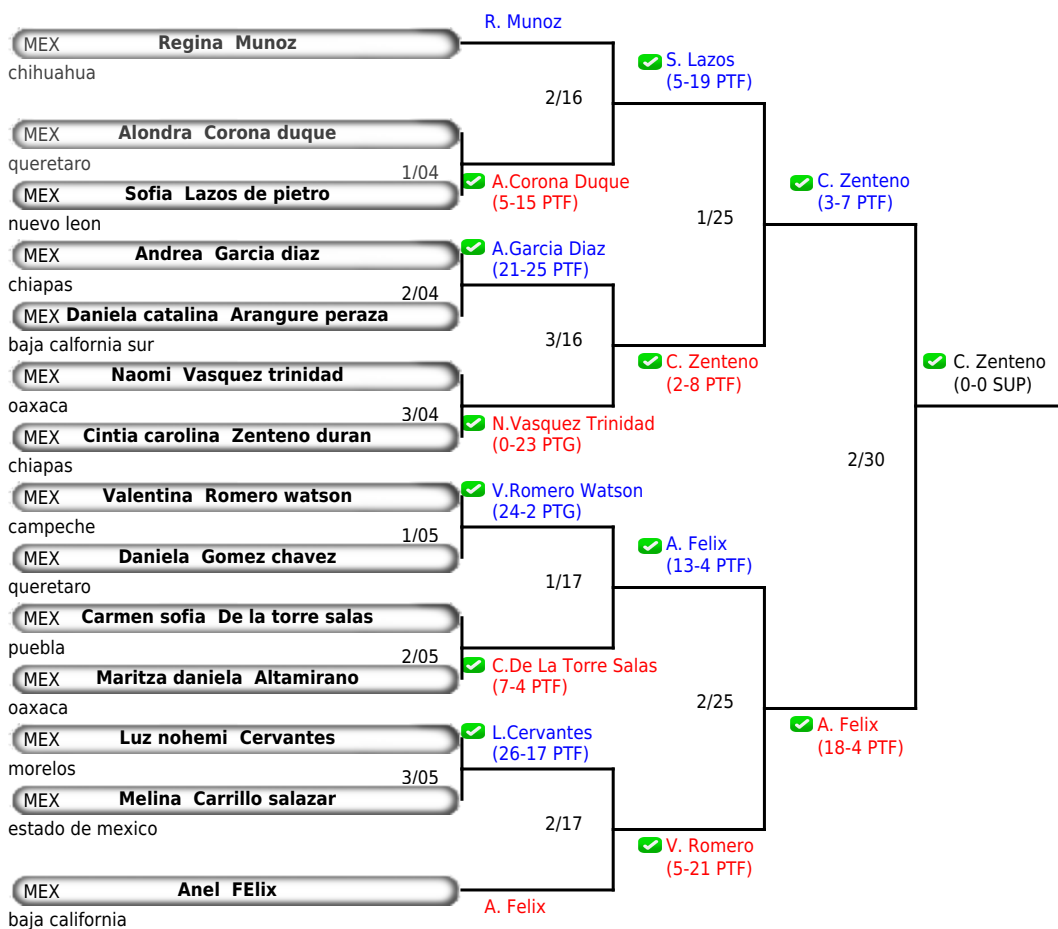 R. Munoz
MEX Regina Munoz
chihuahua
S. Lazos
(5-19 PTF)
2/16
MEX Alondra Corona duque
queretaro
1/04
A.Corona Duque
(5-15 PTF)
MEX Sofia Lazos de pietro
nuevo leon
C. Zenteno
(3-7 PTF)
1/25
MEX Andrea Garcia diaz
chiapas
A.Garcia Diaz
(21-25 PTF)
2/04
MEX Daniela catalina Arangure peraza
baja calfornia sur
3/16
C. Zenteno
(2-8 PTF)
C. Zenteno
(0-0 SUP)
MEX Naomi Vasquez trinidad
oaxaca
3/04
N.Vasquez Trinidad
(0-23 PTG)
MEX Cintia carolina Zenteno duran
chiapas
2/30
MEX Valentina Romero watson
campeche
V.Romero Watson
(24-2 PTG)
1/05
MEX Daniela Gomez chavez
queretaro
A. Felix
(13-4 PTF)
1/17
MEX Carmen sofia De la torre salas
puebla
2/05
C.De La Torre Salas
(7-4 PTF)
MEX Maritza daniela Altamirano
oaxaca
2/25
A. Felix
(18-4 PTF)
MEX Luz nohemi Cervantes
morelos
L.Cervantes
(26-17 PTF)
3/05
MEX Melina Carrillo salazar
estado de mexico
2/17
V. Romero
(5-21 PTF)
MEX Anel FElix
baja california
A. Felix